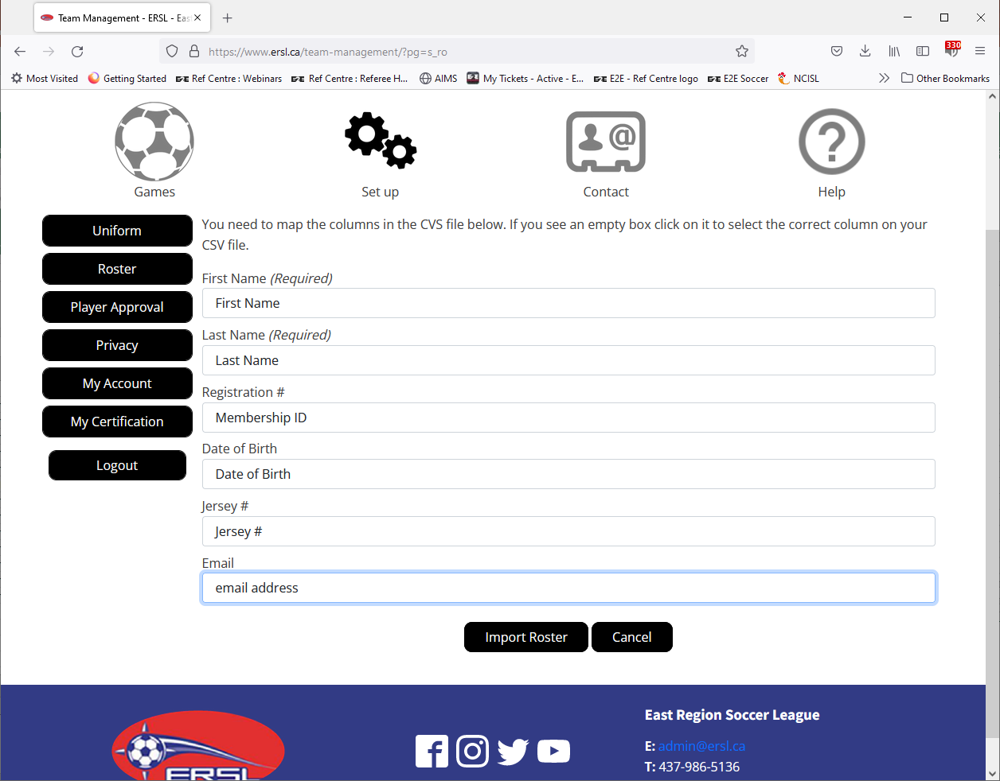 Team Management - ERSL - Eas
https://www.ersl.ca/team-management/?pg=s_ro
330
Most Visited
Getting Started
E2E Ref Centre : Webinars
E2E Ref Centre : Referee H...
AIMS
E2E My Tickets - Active - E...
E2E E2E - Ref Centre logo
E2E E2E Soccer
NCISL
Other Bookmarks
Games
Set up
@
Contact
?
Help
Uniform
Roster
Player Approval
Privacy
My Account
My Certification
Logout
You need to map the columns in the CVS file below. If you see an empty box click on it to select the correct column on your
CSV file.
First Name (Required)
First Name
Last Name (Required)
Last Name
Registration #
Membership ID
Date of Birth
Date of Birth
Jersey #
Jersey #
Email
email address
Import Roster
Cancel
ERSL
East Region Soccer League
E: admin@ersl.ca
T: 437-986-5136